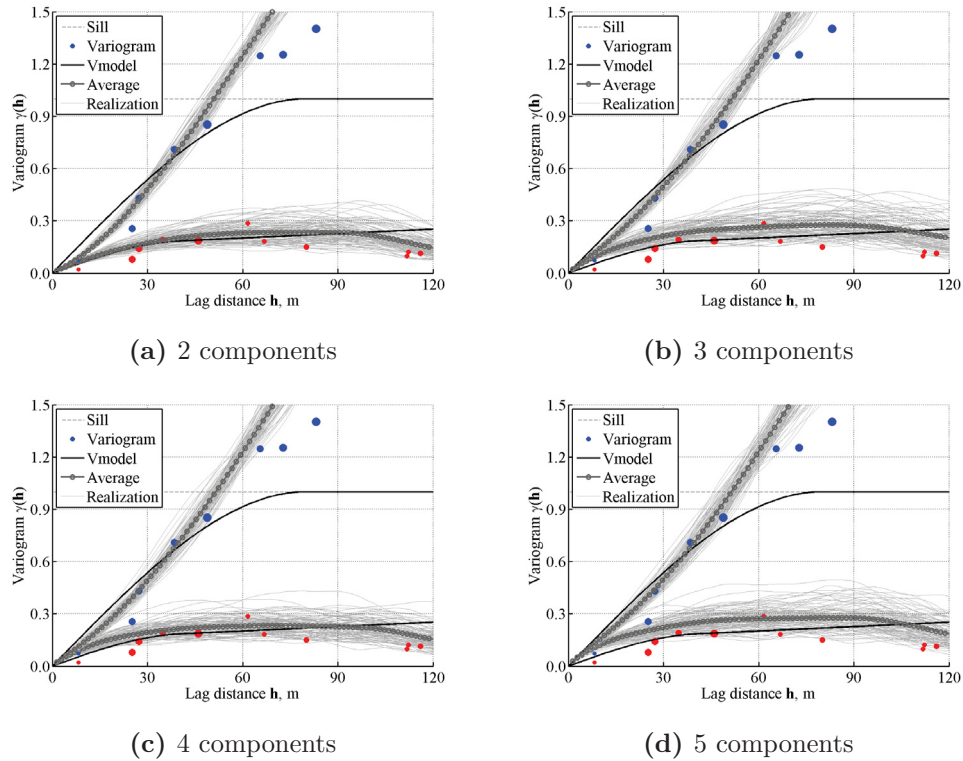 1.5
1.2
0.9
0.6
0.3
0.0
Variogram γ(h)
Sill
Variogram
Vmodel
Average
Realization
0 30 60 90 120
Lag distance h, m
(a) 2 components
1.5
1.2
0.9
0.6
0.3
0.0
Variogram γ(h)
Sill
Variogram
Vmodel
Average
Realization
0 30 60 90 120
Lag distance h, m
(b) 3 components
1.5
1.2
0.9
0.6
0.3
0.0
Variogram γ(h)
Sill
Variogram
Vmodel
Average
Realization
0 30 60 90 120
Lag distance h, m
(c) 4 components
1.5
1.2
0.9
0.6
0.3
0.0
Variogram γ(h)
Sill
Variogram
Vmodel
Average
Realization
0 30 60 90 120
Lag distance h, m
(d) 5 components